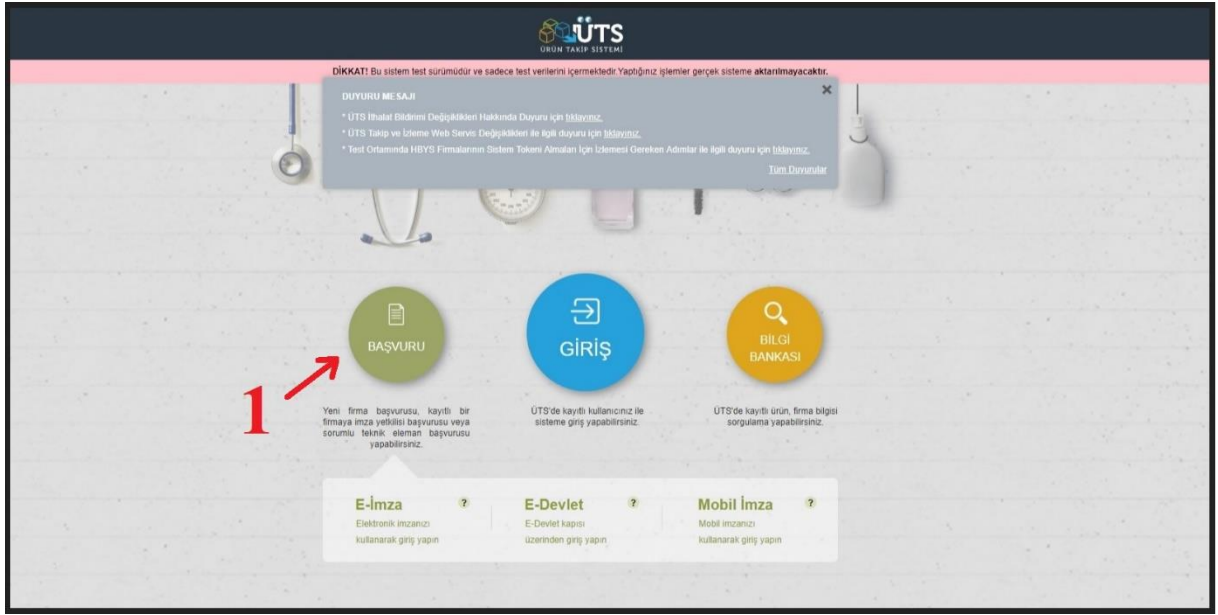 ÜTS
ÜRÜN TAKİP SİSTEMİ
DİKKAT! Bu sistem test sürümüdür ve sadece test verilerini içermektedir.Yaptığınız işlemler gerçek sisteme aktarılmayacaktır.
DUYURU MESAJI
* ÜTS İthalat Bildirimi Değişiklikleri Hakkında Duyuru için tıklayınız.
* ÜTS Takip ve İzleme Web Servis Değişiklikleri ile ilgili duyuru için tıklayınız.
* Test Ortamında HBYS Firmalarının Sistem Tokeni Almaları İçin İzlemesi Gereken Adımlar ile ilgili duyuru için tıklayınız.
Tüm Duyurular
BAŞVURU
GİRİŞ
BİLGİ
BANKASI
1
Yeni firma başvurusu, kayıtlı bir
firmaya imza yetkilisi başvurusu veya
sorumlu teknik eleman başvurusu
yapabilirsiniz.
ÜTS'de kayıtlı kullanıcınız ile
sisteme giriş yapabilirsiniz.
ÜTS'de kayıtlı ürün, firma bilgisi
sorgulama yapabilirsiniz.
E-İmza ?
Elektronik imzanızı
kullanarak giriş yapın
E-Devlet ?
E-Devlet kapısı
üzerinden giriş yapın
Mobil İmza ?
Mobil imzanızı
kullanarak giriş yapın